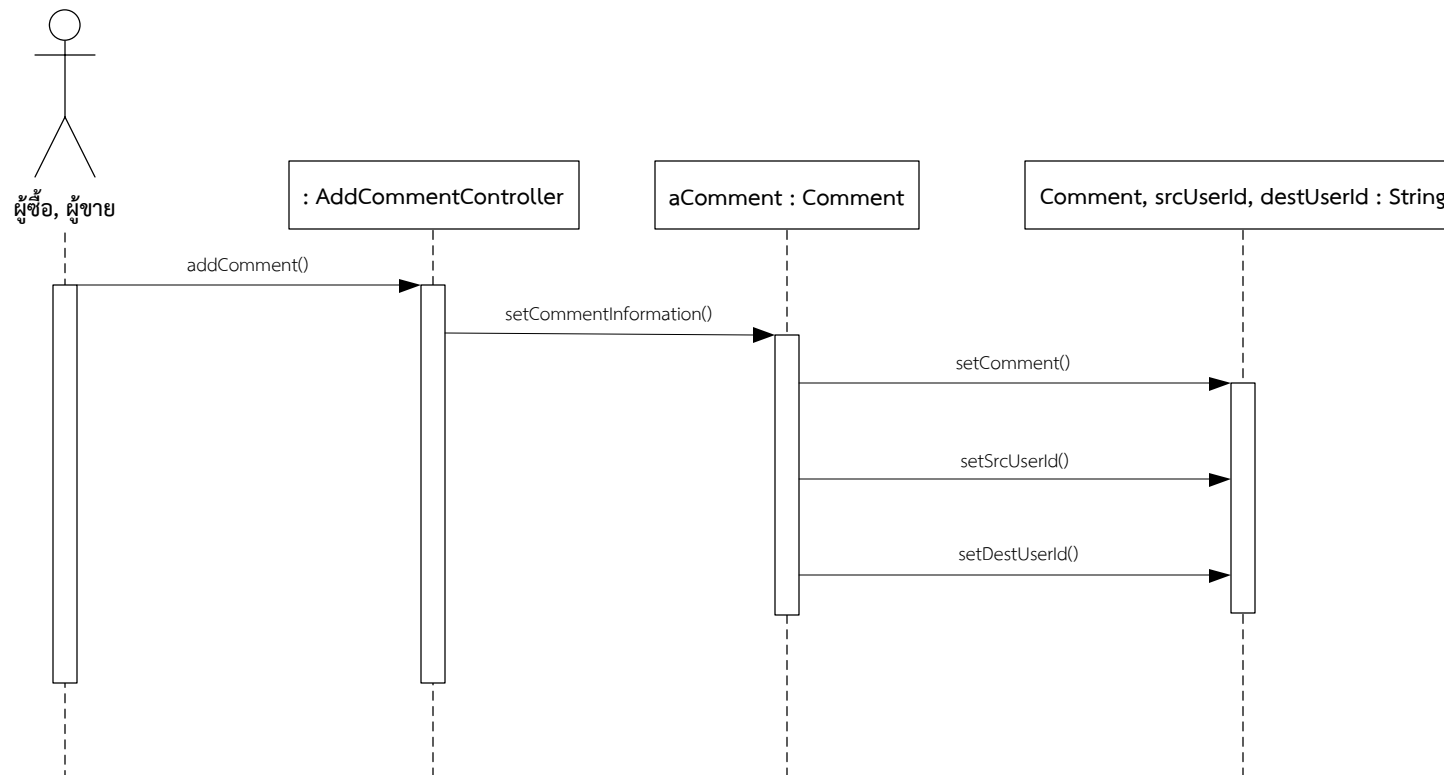 ผู้ซื้อ, ผู้ขาย
: AddCommentController
aComment : Comment
Comment, srcUserId, destUserId : String
addComment()
setCommentInformation()
setComment()
setSrcUserId()
setDestUserId()